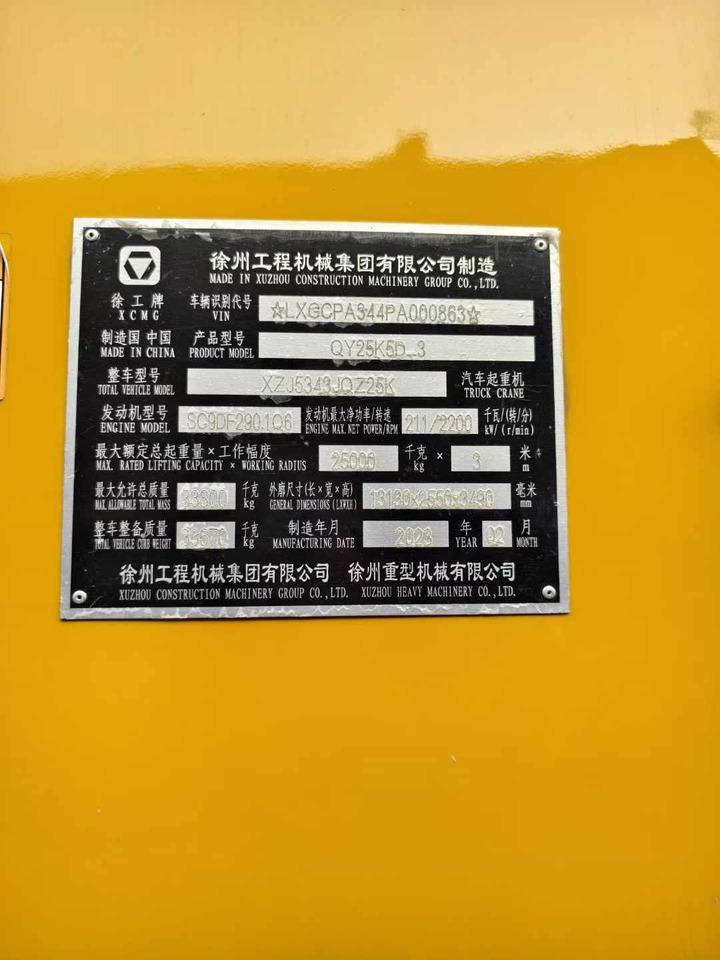 徐州工程机械集团有限公司制造
MADE IN XUZHOU CONSTRUCTION MACHINERY GROUP CO.,LTD.
徐工牌 车辆识别代号 ☆LXGCPA344PA000863☆
XCMG VIN
制造国 中国 产品型号 QY25K5D_3
MADE IN CHINA PRODUCT MODEL
整车型号 XZJ5343JQZ25K 汽车起重机
TOTAL VEHICLE MODEL TRUCK CRANE
发动机型号 SC9DF290.1Q6 发动机最大净功率/转速 211/2200 千瓦/(转/分)
ENGINE MODEL ENGINE MAX.NET POWER/RPM kW/(r/min)
最大额定总起重量×工作幅度 25000 千克 × 3 米
MAX. RATED LIFTING CAPACITY × WORKING RADIUS kg m
最大允许总质量 千克 外廓尺寸(长×宽×高) 毫米
MAX ALLOWABLE TOTAL MASS kg GENERAL DIMENSIONS (LXWXH) mm
整车整备质量 千克 制造年月 2023 年 02 月
TOTAL VEHICLE CURB WEIGHT kg MANUFACTURING DATE YEAR MONTH
徐州工程机械集团有限公司 徐州重型机械有限公司
XUZHOU CONSTRUCTION MACHINERY GROUP CO.,LTD. XUZHOU HEAVY MACHINERY CO.,LTD.